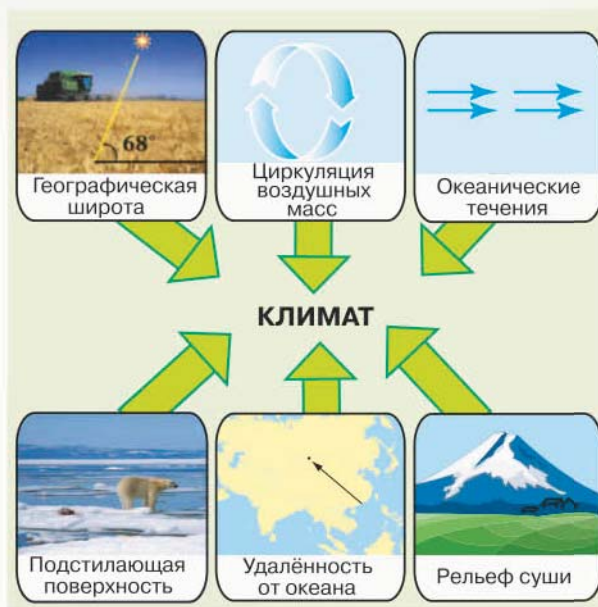 68°
Географическая
широта
Циркуляция
воздушных
масс
Океанические
течения
КЛИМАТ
Подстилающая
поверхность
Удалённость
от океана
Рельеф суши